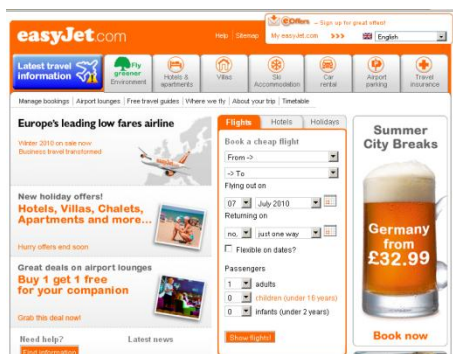 eOffers – Sign up for great offers!
easyJet.com
Help | Sitemap
My easyJet.com >>>
English
Latest travel information
Fly greener
Environment
Hotels & apartments
Villas
Ski Accommodation
Car rental
Airport parking
Travel insurance
Manage bookings | Airport lounges | Free travel guides | Where we fly | About your trip | Timetable
Europe's leading low fares airline
Winter 2010 on sale now
Business travel transformed
New holiday offers!
Hotels, Villas, Chalets,
Apartments and more...
Hurry offers end soon
Great deals on airport lounges
Buy 1 get 1 free
for your companion
Grab this deal now!
Need help?
Find information
Latest news
Flights
Hotels
Holidays
Book a cheap flight
From ->
-> To
Flying out on
07 July 2010
Returning on
no, just one way
Flexible on dates?
Passengers
1 adults
0 children (under 16 years)
0 infants (under 2 years)
Show flights!
Summer
City Breaks
Germany
from
£32.99
Book now